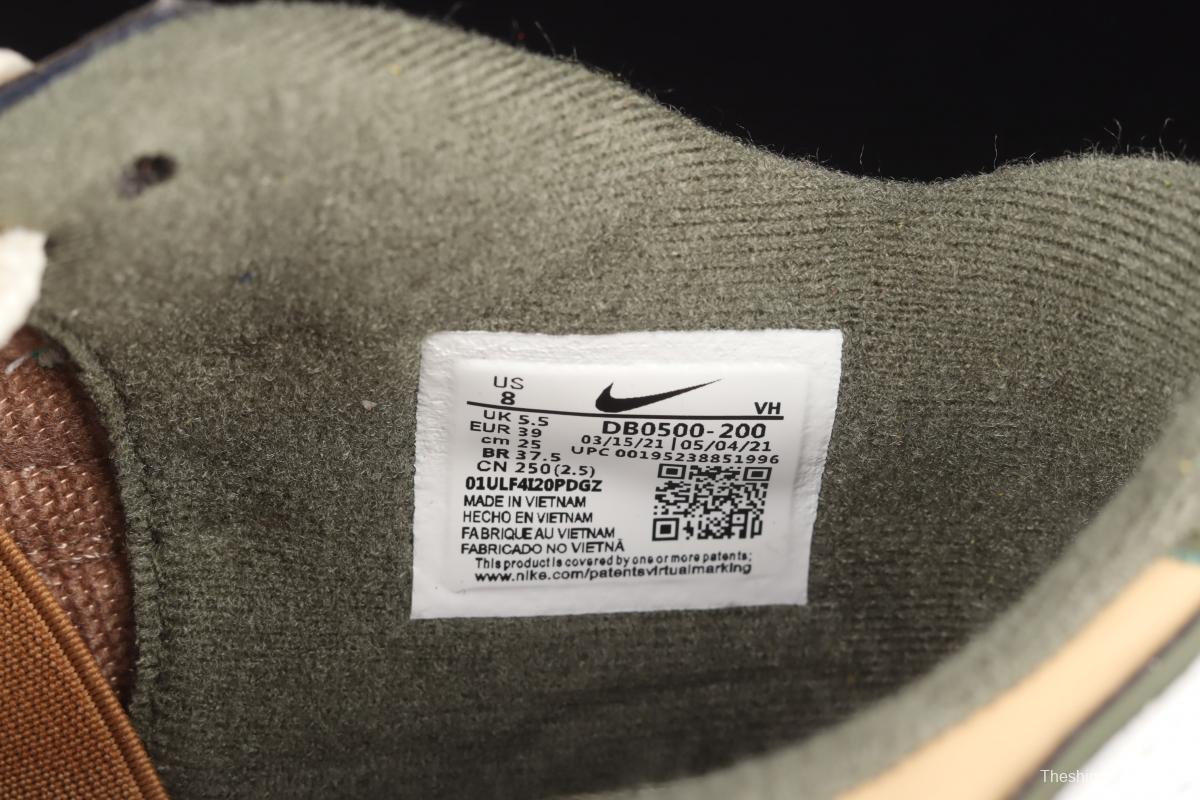 US
8
VH
UK 5.5
EUR 39
cm 25
BR 37.5
CN 250(2.5)
DB0500-200
03/15/21 | 05/04/21
UPC 00195238851996
01ULF4I20PDGZ
MADE IN VIETNAM
HECHO EN VIETNAM
FABRIQUE AU VIETNAM
FABRICADO NO VIETNÃ
This product is covered by one or more patents;
www.nike.com/patentsvirtualmarking